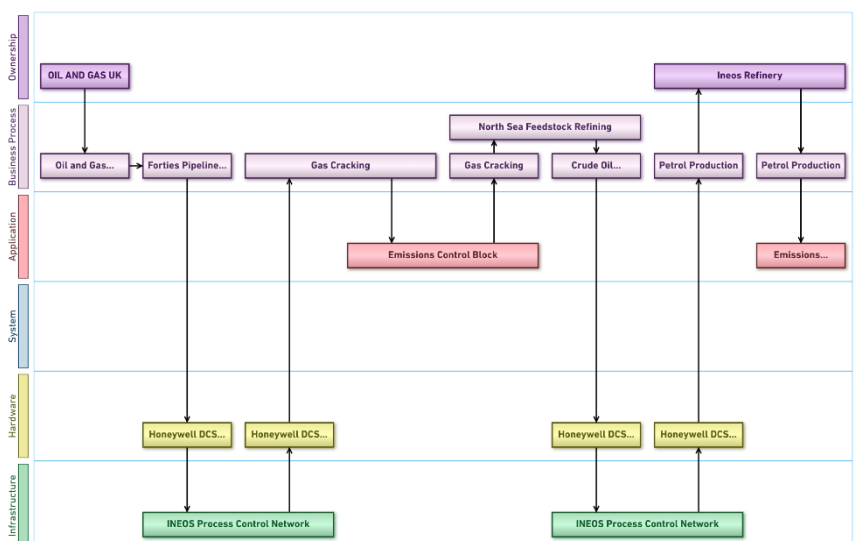 Ownership
OIL AND GAS UK
Ineos Refinery
Business Process
North Sea Feedstock Refining
Oil and Gas...
Forties Pipeline...
Gas Cracking
Gas Cracking
Crude Oil...
Petrol Production
Petrol Production
Application
Emissions Control Block
Emissions...
System
Hardware
Honeywell DCS...
Honeywell DCS...
Honeywell DCS...
Honeywell DCS...
Infrastructure
INEOS Process Control Network
INEOS Process Control Network